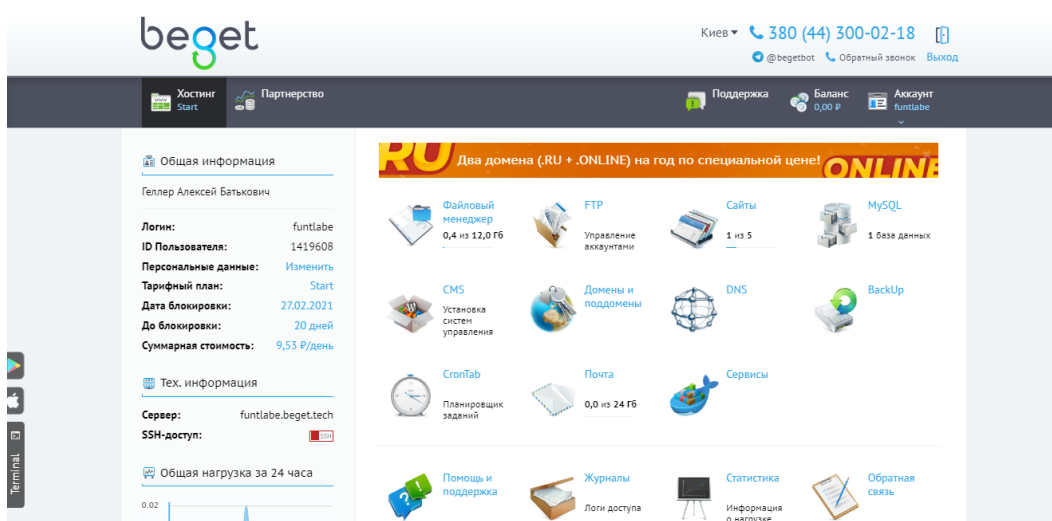 beget
Киев 380 (44) 300-02-18
@begetbot Обратный звонок Выход
Хостинг
Start
Партнерство
Поддержка
Баланс
0,00 ₽
Аккаунт
funtlabe
Общая информация
Геллер Алексей Батькович
Логин: funtlabe
ID Пользователя: 1419608
Персональные данные: Изменить
Тарифный план: Start
Дата блокировки: 27.02.2021
До блокировки: 20 дней
Суммарная стоимость: 9,53 ₽/день
Тех. информация
Сервер: funtlabe.beget.tech
SSH-доступ: SSH
Общая нагрузка за 24 часа
0.02
Terminal
RU Два домена (.RU + .ONLINE) на год по специальной цене! ONLINE
Файловый
менеджер
0,4 из 12,0 Гб
FTP
Управление
аккаунтами
Сайты
1 из 5
MySQL
1 база данных
CMS
Установка
систем
управления
Домены и
поддомены
DNS
BackUp
CronTab
Планировщик
заданий
Почта
0,0 из 24 Гб
Сервисы
Помощь и
поддержка
Журналы
Логи доступа
Статистика
Информация
о нагрузке
Обратная
связь